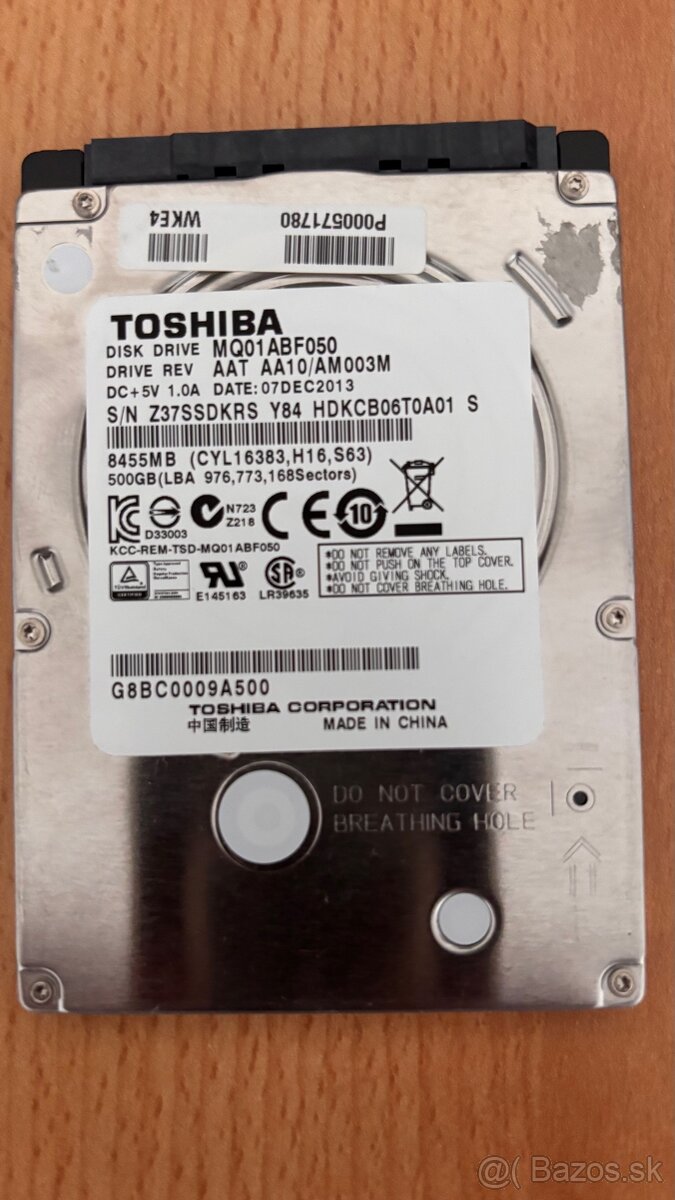 WKE4 P000571780
TOSHIBA
DISK DRIVE MQ01ABF050
DRIVE REV AAT AA10/AM003M
DC+5V 1.0A DATE:07DEC2013
S/N Z37SSDKRS Y84 HDKCB06T0A01 S
8455MB (CYL16383,H16,S63)
500GB(LBA 976,773,168Sectors)
D33003
N723
Z218
CE
10
KCC-REM-TSD-MQ01ABF050
E145163
LR39635
*DO NOT REMOVE ANY LABELS.
*DO NOT PUSH ON THE TOP COVER.
*AVOID GIVING SHOCK.
*DO NOT COVER BREATHING HOLE.
G8BC0009A500
TOSHIBA CORPORATION
中国制造 MADE IN CHINA
DO NOT COVER
BREATHING HOLE
@( Bazos.sk